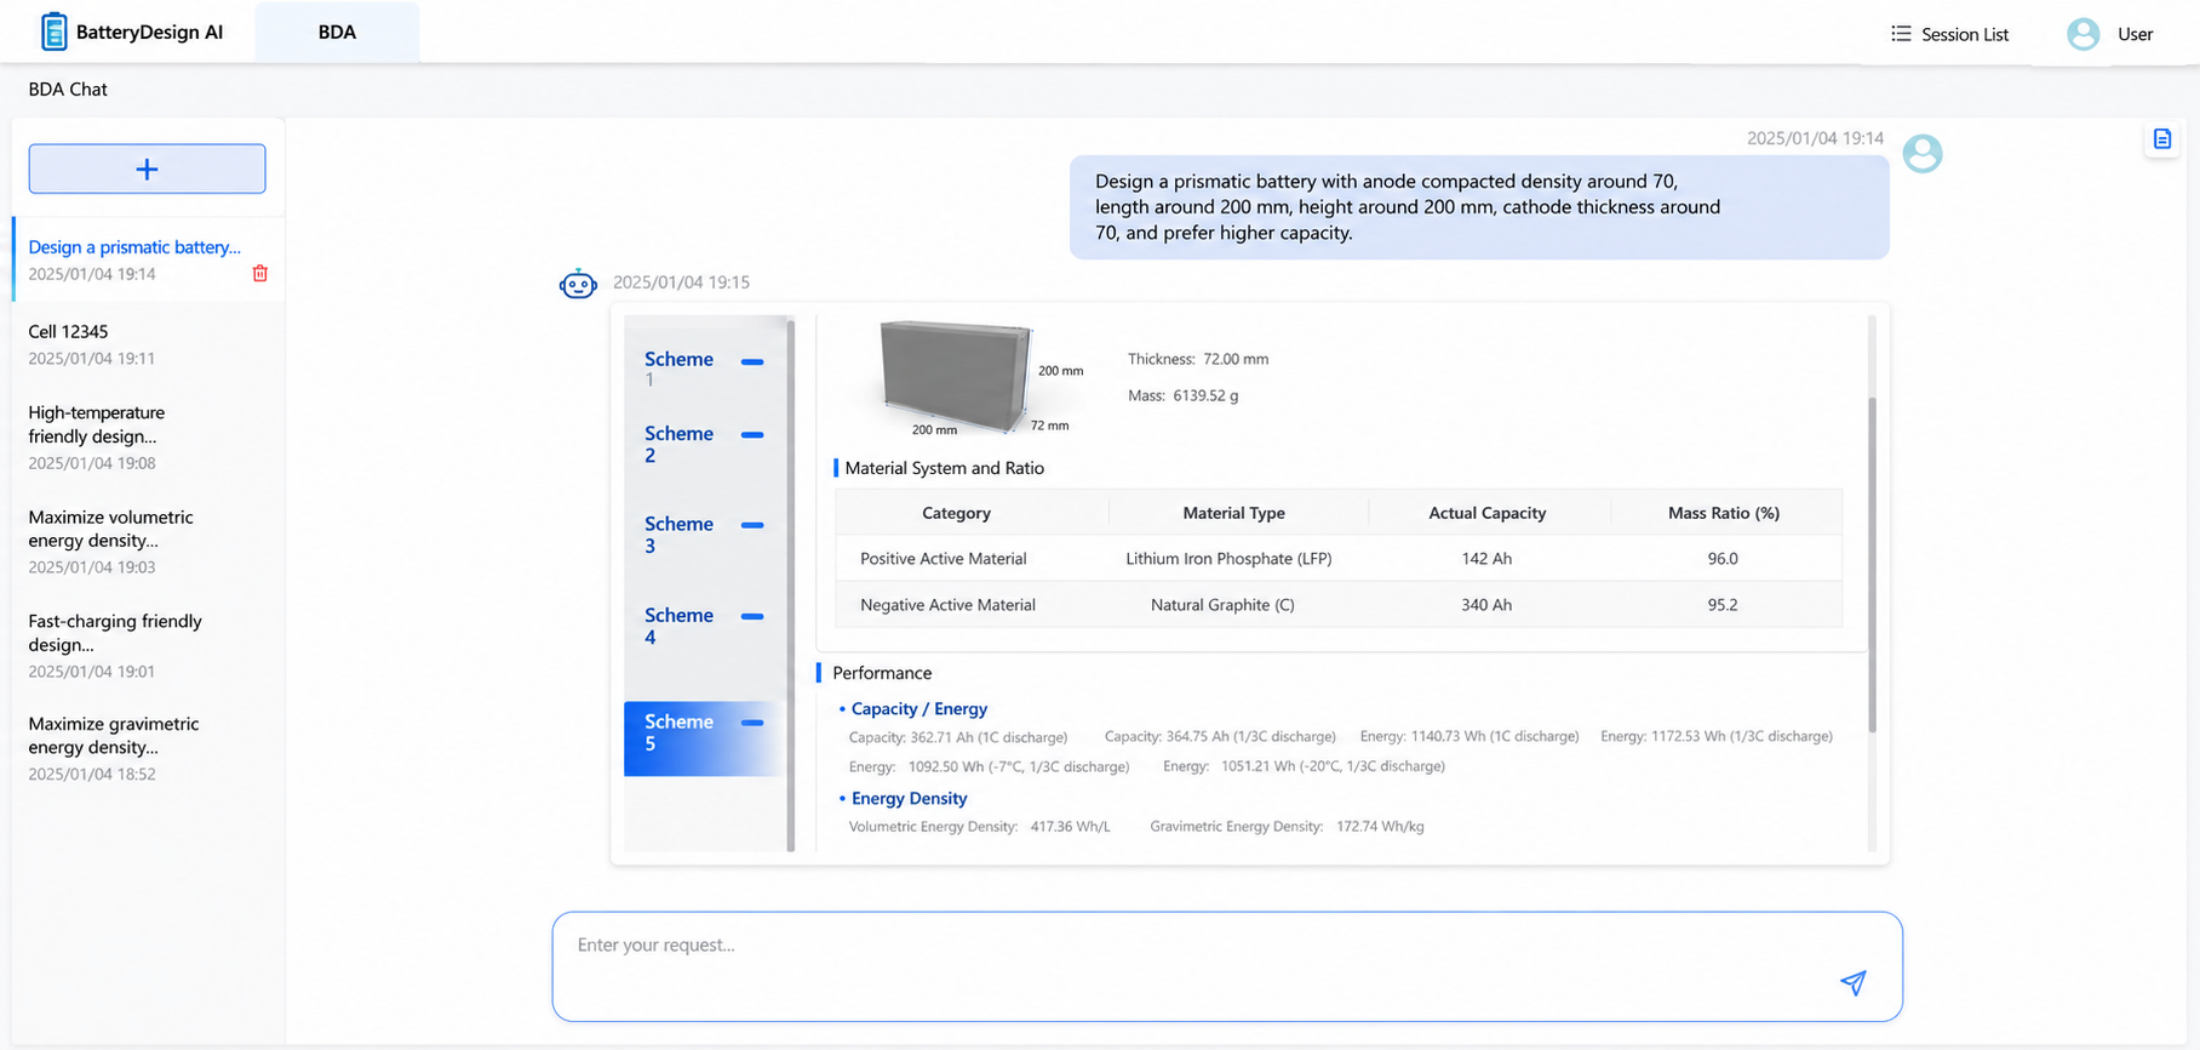 BatteryDesign AI
BDA
Session List
User
BDA Chat
+
Design a prismatic battery...
2025/01/04 19:14
Cell 12345
2025/01/04 19:11
High-temperature
friendly design...
2025/01/04 19:08
Maximize volumetric
energy density...
2025/01/04 19:03
Fast-charging friendly
design...
2025/01/04 19:01
Maximize gravimetric
energy density...
2025/01/04 18:52
2025/01/04 19:14
Design a prismatic battery with anode compacted density around 70,
length around 200 mm, height around 200 mm, cathode thickness around
70, and prefer higher capacity.
2025/01/04 19:15
Scheme
1
Scheme
2
Scheme
3
Scheme
4
Scheme
5
200 mm
72 mm
200 mm
Thickness: 72.00 mm
Mass: 6139.52 g
Material System and Ratio
Category Material Type Actual Capacity Mass Ratio (%)
Positive Active Material Lithium Iron Phosphate (LFP) 142 Ah 96.0
Negative Active Material Natural Graphite (C) 340 Ah 95.2
Performance
• Capacity / Energy
Capacity: 362.71 Ah (1C discharge) Capacity: 364.75 Ah (1/3C discharge) Energy: 1140.73 Wh (1C discharge) Energy: 1172.53 Wh (1/3C discharge)
Energy: 1092.50 Wh (-7°C, 1/3C discharge) Energy: 1051.21 Wh (-20°C, 1/3C discharge)
• Energy Density
Volumetric Energy Density: 417.36 Wh/L Gravimetric Energy Density: 172.74 Wh/kg
Enter your request...